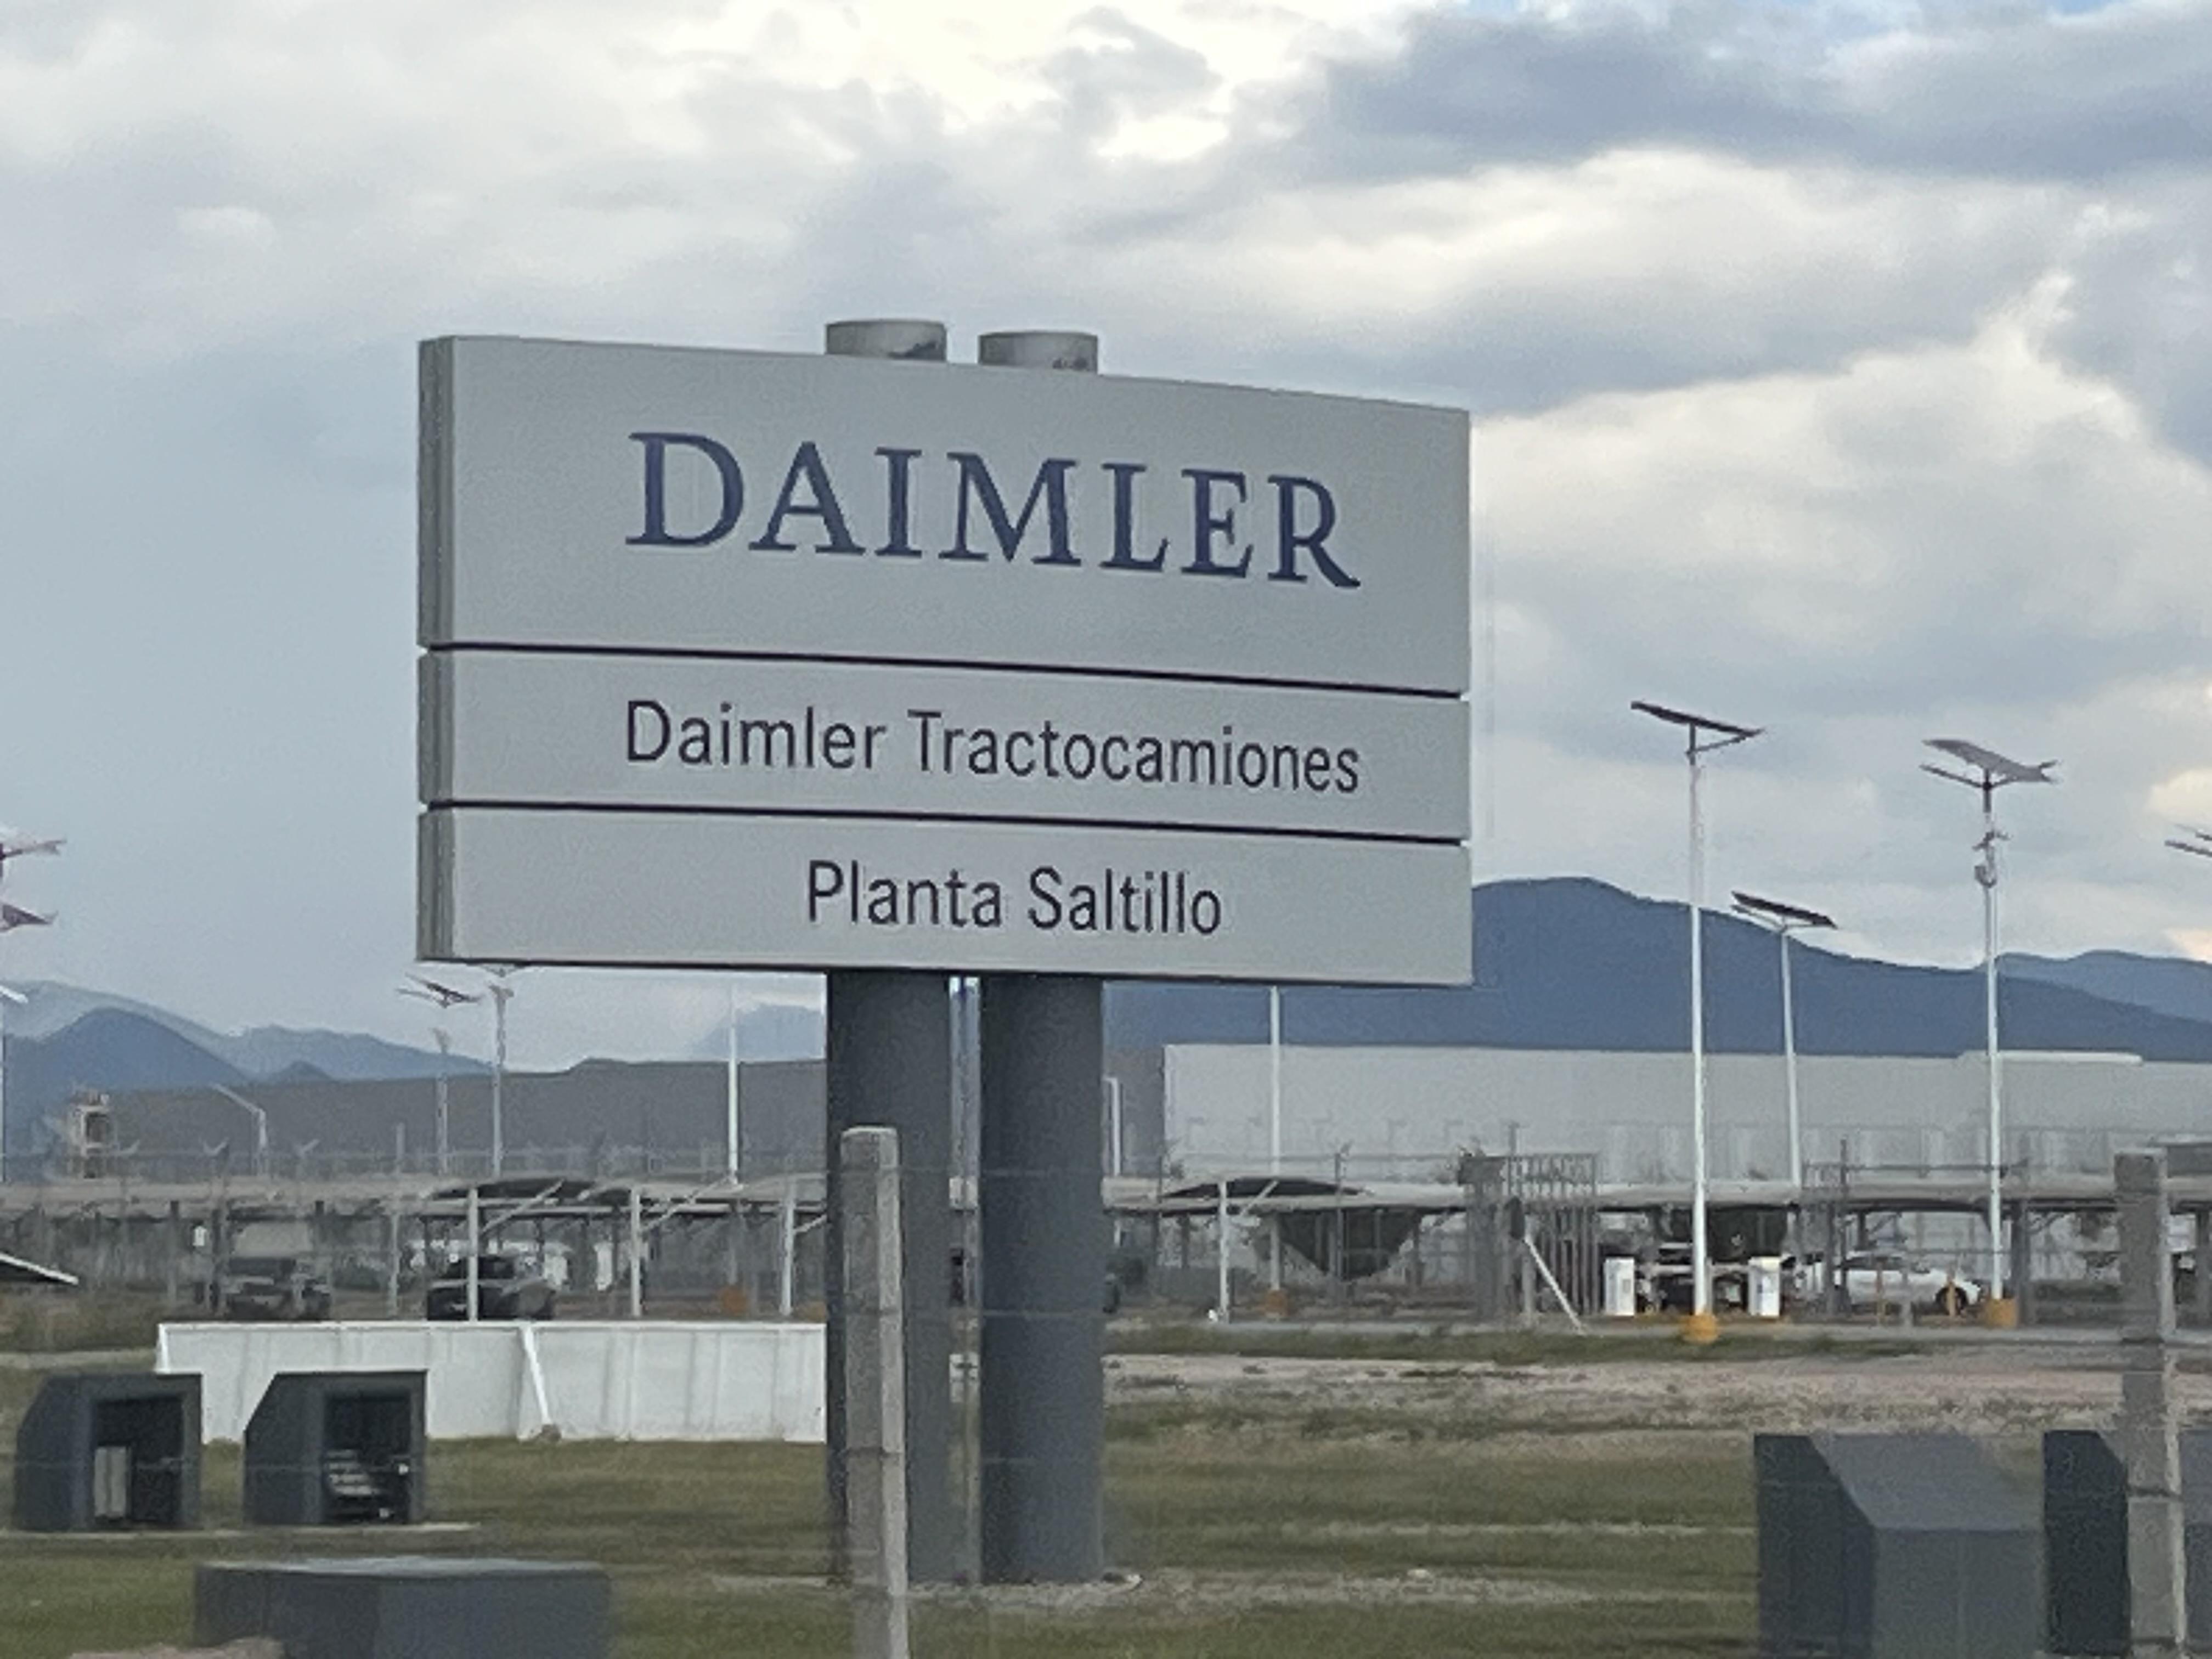 DAIMLER
Daimler Tractocamiones
Planta Saltillo